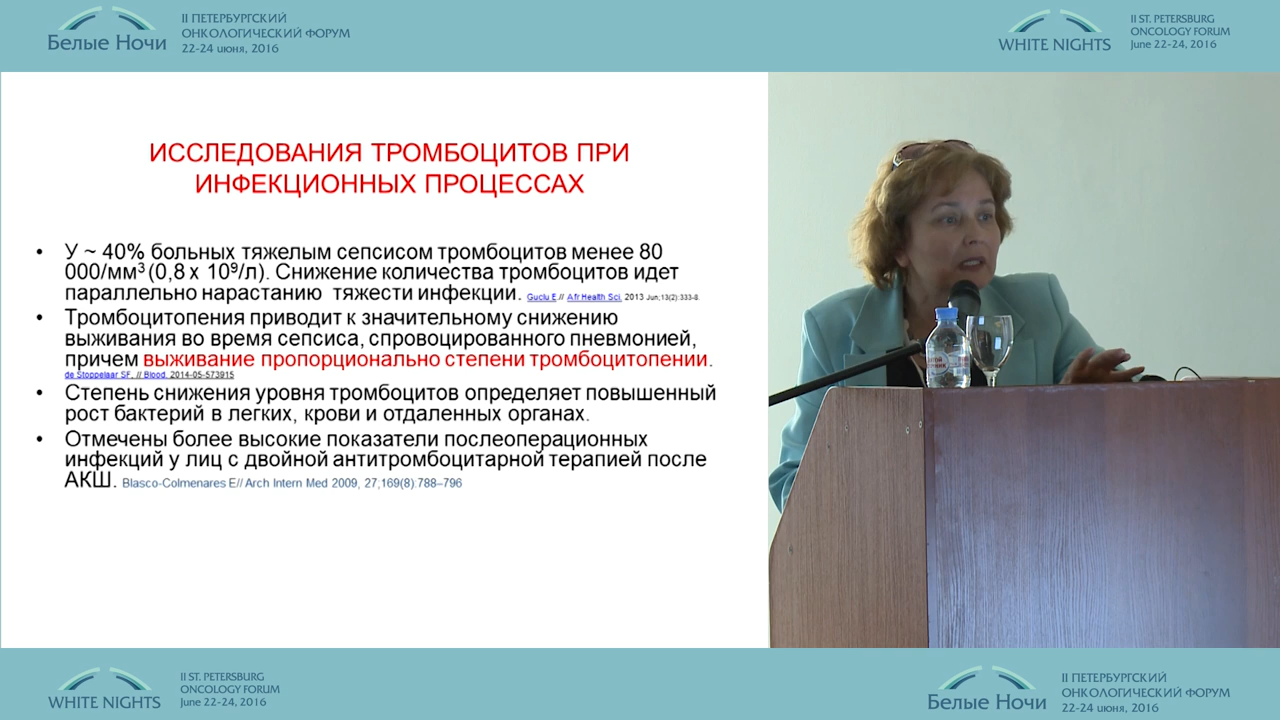 Белые Ночи
II ПЕТЕРБУРГСКИЙ
ОНКОЛОГИЧЕСКИЙ ФОРУМ
22-24 июня, 2016
WHITE NIGHTS
II ST. PETERSBURG
ONCOLOGY FORUM
June 22-24, 2016
ИССЛЕДОВАНИЯ ТРОМБОЦИТОВ ПРИ
ИНФЕКЦИОННЫХ ПРОЦЕССАХ
• У ~ 40% больных тяжелым сепсисом тромбоцитов менее 80
000/мм³ (0,8 х 10⁹/л). Снижение количества тромбоцитов идет
параллельно нарастанию тяжести инфекции. Guclu E // Afr Health Sci. 2013 Jun;13(2):333-8.
• Тромбоцитопения приводит к значительному снижению
выживания во время сепсиса, спровоцированного пневмонией,
причем выживание пропорционально степени тромбоцитопении.
de Stoppelaar SF, // Blood, 2014-05-573915
• Степень снижения уровня тромбоцитов определяет повышенный
рост бактерий в легких, крови и отдаленных органах.
• Отмечены более высокие показатели послеоперационных
инфекций у лиц с двойной антитромбоцитарной терапией после
АКШ. Blasco-Colmenares E// Arch Intern Med 2009, 27,169(8):788–796
WHITE NIGHTS
II ST. PETERSBURG
ONCOLOGY FORUM
June 22-24, 2016
Белые Ночи
II ПЕТЕРБУРГСКИЙ
ОНКОЛОГИЧЕСКИЙ ФОРУМ
22-24 июня, 2016